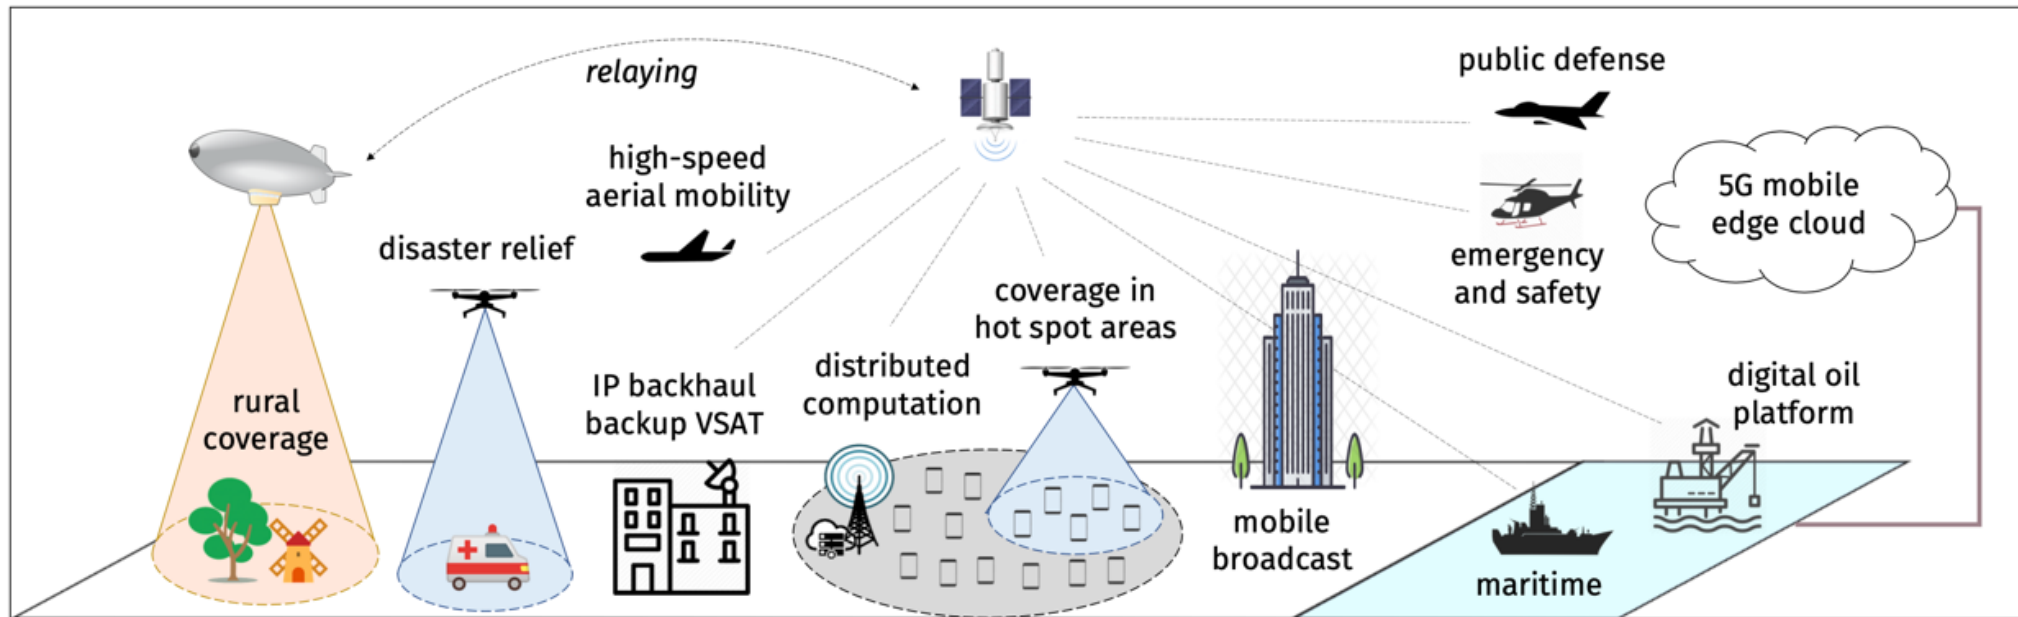 relaying
public defense
high-speed
aerial mobility
5G mobile
edge cloud
disaster relief
emergency
and safety
coverage in
hot spot areas
rural
coverage
IP backhaul
backup VSAT
distributed
computation
digital oil
platform
mobile
broadcast
maritime